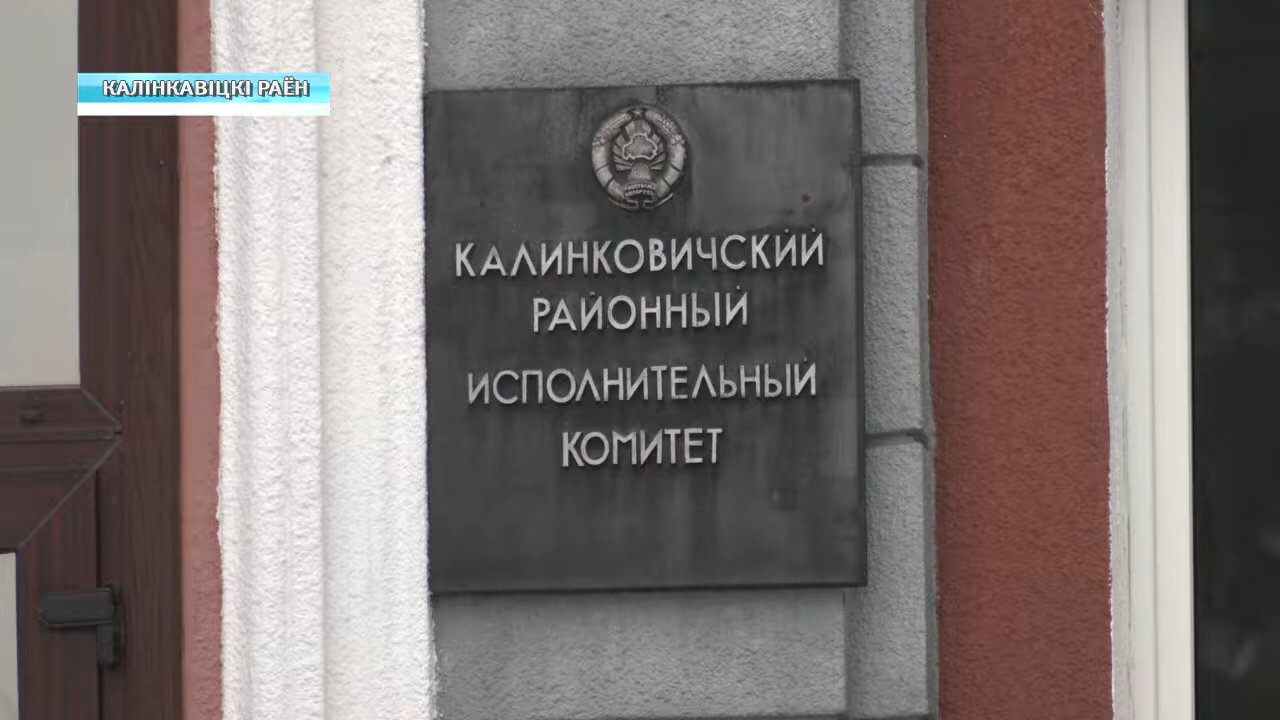 КАЛІНКАВІЦКІ РАЁН
КАЛИНКОВИЧСКИЙ
РАЙОННЫЙ
ИСПОЛНИТЕЛЬНЫЙ
КОМИТЕТ